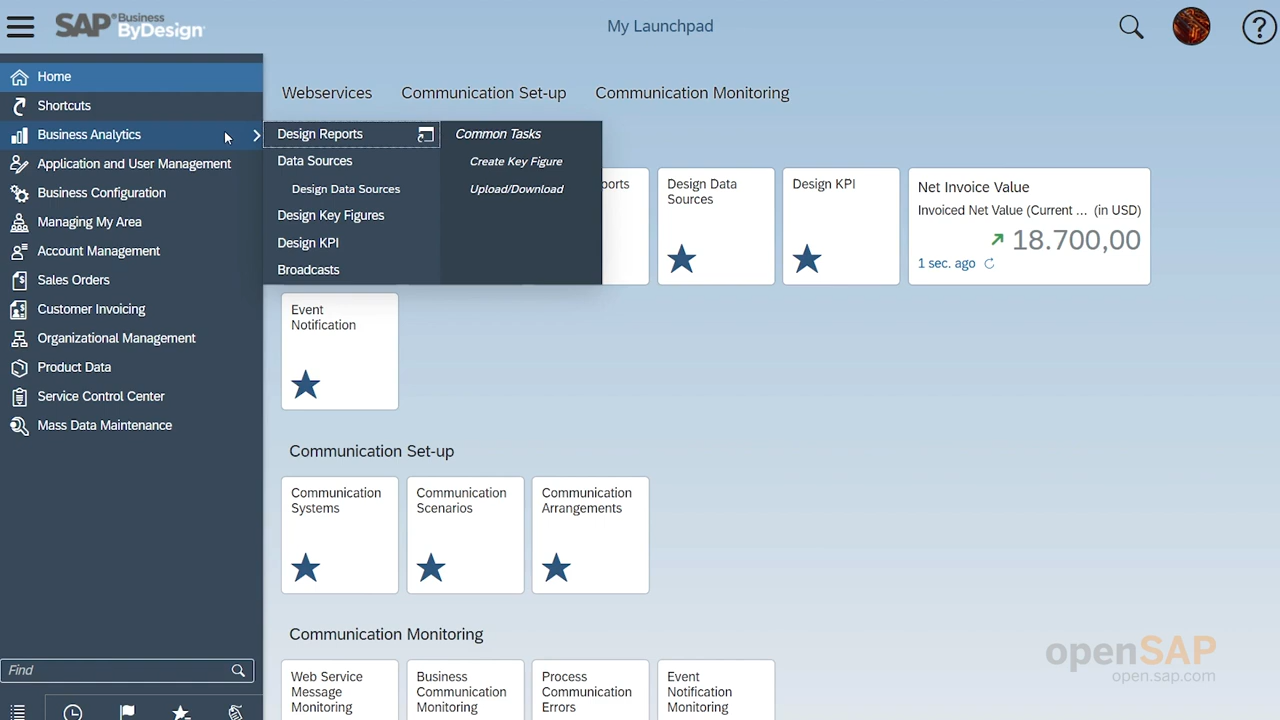 SAP Business ByDesign
My Launchpad
Home
Shortcuts
Business Analytics
Application and User Management
Business Configuration
Managing My Area
Account Management
Sales Orders
Customer Invoicing
Organizational Management
Product Data
Service Control Center
Mass Data Maintenance
Find
Design Reports
Data Sources
Design Data Sources
Design Key Figures
Design KPI
Broadcasts
Common Tasks
Create Key Figure
Upload/Download
Webservices Communication Set-up Communication Monitoring
ports
Design Data
Sources
Design KPI
Net Invoice Value
Invoiced Net Value (Current ... (in USD)
18.700,00
1 sec. ago
Event
Notification
Communication Set-up
Communication
Systems
Communication
Scenarios
Communication
Arrangements
Communication Monitoring
Web Service
Message
Monitoring
Business
Communication
Monitoring
Process
Communication
Errors
Event
Notification
Monitoring
openSAP
open.sap.com